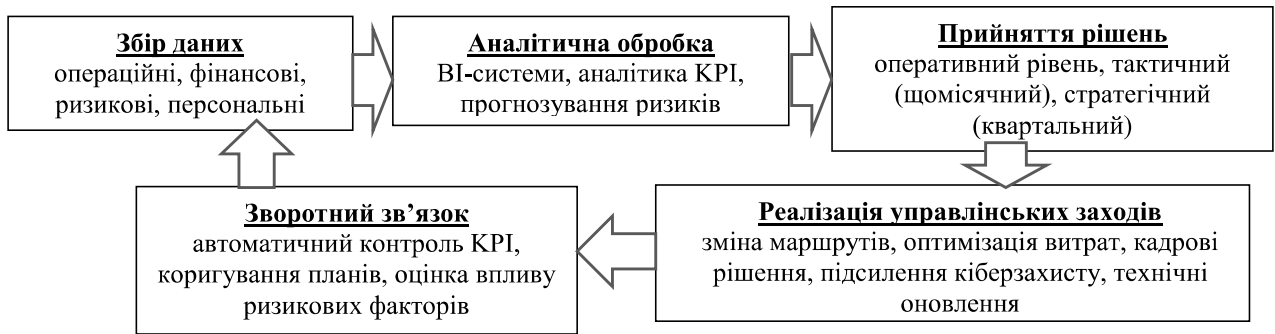 Збір даних
операційні, фінансові,
ризикові, персональні
Аналітична обробка
BI-системи, аналітика KPI,
прогнозування ризиків
Прийняття рішень
оперативний рівень, тактичний
(щомісячний), стратегічний
(квартальний)
Реалізація управлінських заходів
зміна маршрутів, оптимізація витрат, кадрові
рішення, підсилення кіберзахисту, технічні
оновлення
Зворотний зв’язок
автоматичний контроль KPI,
коригування планів, оцінка впливу
ризикових факторів